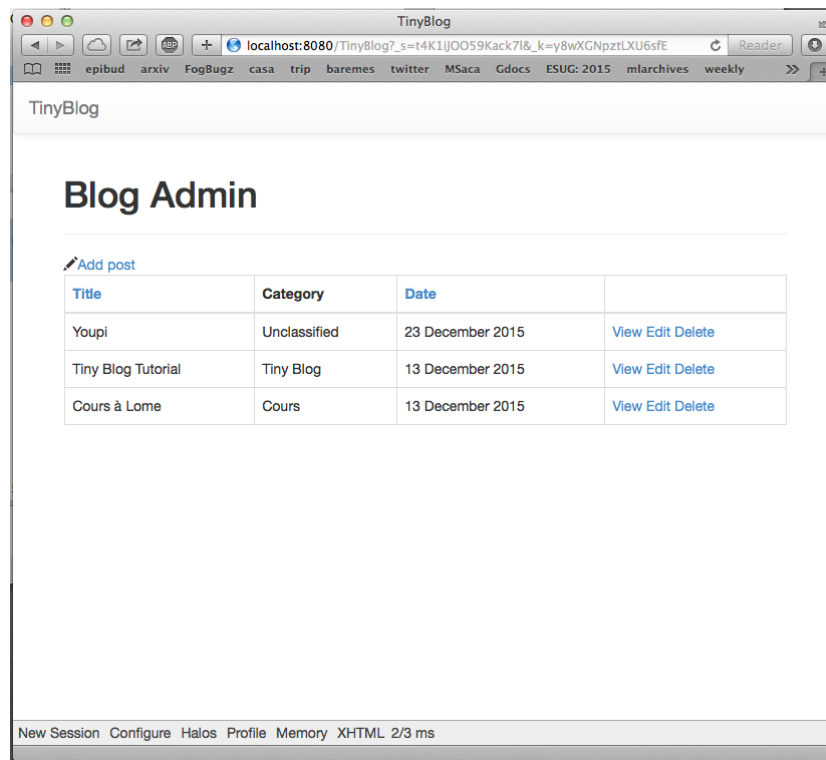 TinyBlog
ABP
localhost:8080/TinyBlog?_s=t4K1iJOO59Kack7l&_k=y8wXGNpztLXU6sfE
Reader
epibud arxiv FogBugz casa trip baremes twitter MSaca Gdocs ESUG: 2015 mlarchives weekly
TinyBlog
Blog Admin
Add post
Title Category Date
Youpi Unclassified 23 December 2015 View Edit Delete
Tiny Blog Tutorial Tiny Blog 13 December 2015 View Edit Delete
Cours à Lome Cours 13 December 2015 View Edit Delete
New Session Configure Halos Profile Memory XHTML 2/3 ms